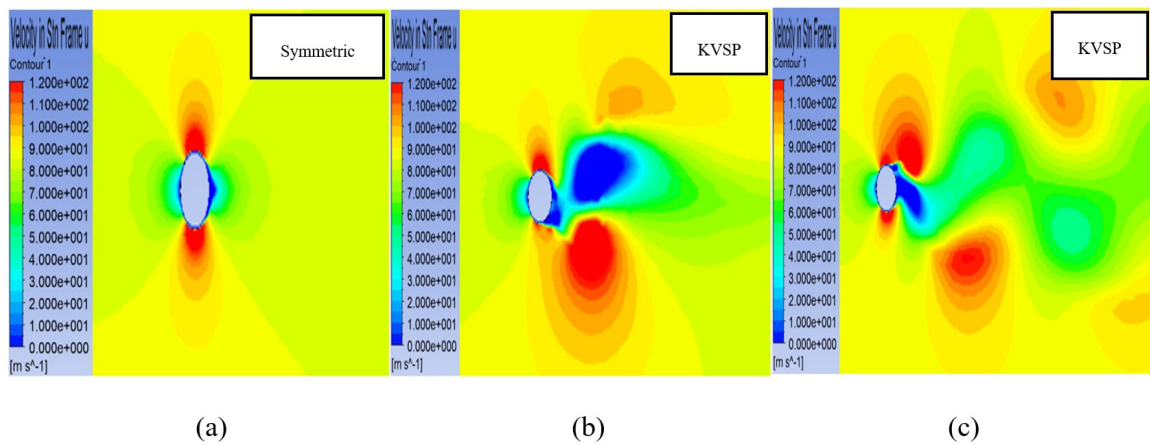 Velocity in Stn Frame u
Contour 1
1.200e+002
1.100e+002
1.000e+002
9.000e+001
8.000e+001
7.000e+001
6.000e+001
5.000e+001
4.000e+001
3.000e+001
2.000e+001
1.000e+001
0.000e+000
[m s^-1]
Symmetric
(a)
Velocity in Stn Frame u
Contour 1
1.200e+002
1.100e+002
1.000e+002
9.000e+001
8.000e+001
7.000e+001
6.000e+001
5.000e+001
4.000e+001
3.000e+001
2.000e+001
1.000e+001
0.000e+000
[m s^-1]
KVSP
(b)
Velocity in Stn Frame u
Contour 1
1.200e+002
1.100e+002
1.000e+002
9.000e+001
8.000e+001
7.000e+001
6.000e+001
5.000e+001
4.000e+001
3.000e+001
2.000e+001
1.000e+001
0.000e+000
[m s^-1]
KVSP
(c)